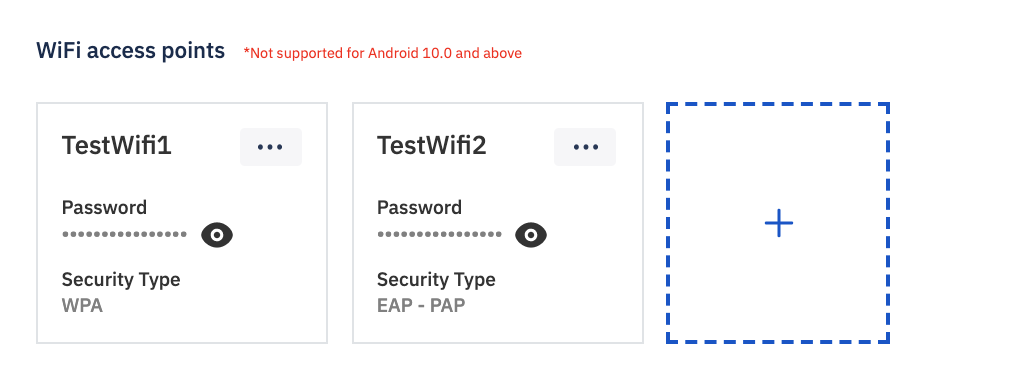 WiFi access points *Not supported for Android 10.0 and above
TestWifi1
Password
••••••••••••••••
Security Type
WPA
TestWifi2
Password
••••••••••••••••
Security Type
EAP - PAP